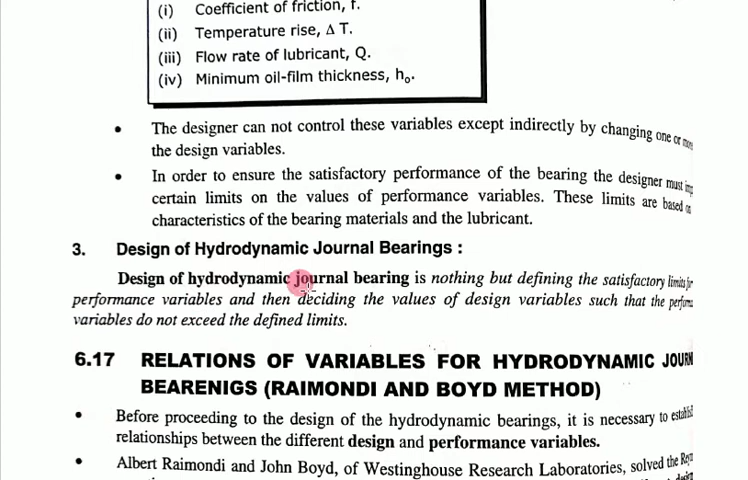 (i) Coefficient of friction, f.
(ii) Temperature rise, Δ T.
(iii) Flow rate of lubricant, Q.
(iv) Minimum oil-film thickness, h₀.
• The designer can not control these variables except indirectly by changing one or more
the design variables.
• In order to ensure the satisfactory performance of the bearing the designer must
certain limits on the values of performance variables. These limits are based on
characteristics of the bearing materials and the lubricant.
3. Design of Hydrodynamic Journal Bearings :
Design of hydrodynamic journal bearing is nothing but defining the satisfactory limits for
performance variables and then deciding the values of design variables such that the
variables do not exceed the defined limits.
6.17 RELATIONS OF VARIABLES FOR HYDRODYNAMIC JOURN
BEARENIGS (RAIMONDI AND BOYD METHOD)
• Before proceeding to the design of the hydrodynamic bearings, it is necessary to
relationships between the different design and performance variables.
• Albert Raimondi and John Boyd, of Westinghouse Research Laboratories, solved the